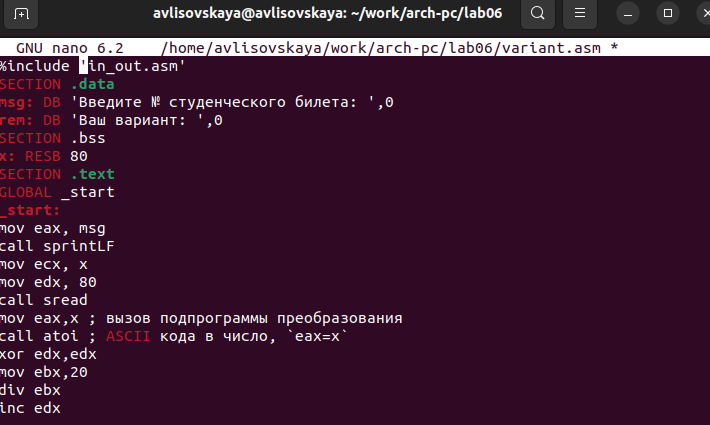 avlisovskaya@avlisovskaya: ~/work/arch-pc/lab06
GNU nano 6.2 /home/avlisovskaya/work/arch-pc/lab06/variant.asm *
%include 'in_out.asm'
SECTION .data
msg: DB 'Введите № студенческого билета: ',0
rem: DB 'Ваш вариант: ',0
SECTION .bss
x: RESB 80
SECTION .text
GLOBAL _start
_start:
mov eax, msg
call sprintLF
mov ecx, x
mov edx, 80
call sread
mov eax,x ; вызов подпрограммы преобразования
call atoi ; ASCII кода в число, `eax=x`
xor edx,edx
mov ebx,20
div ebx
inc edx